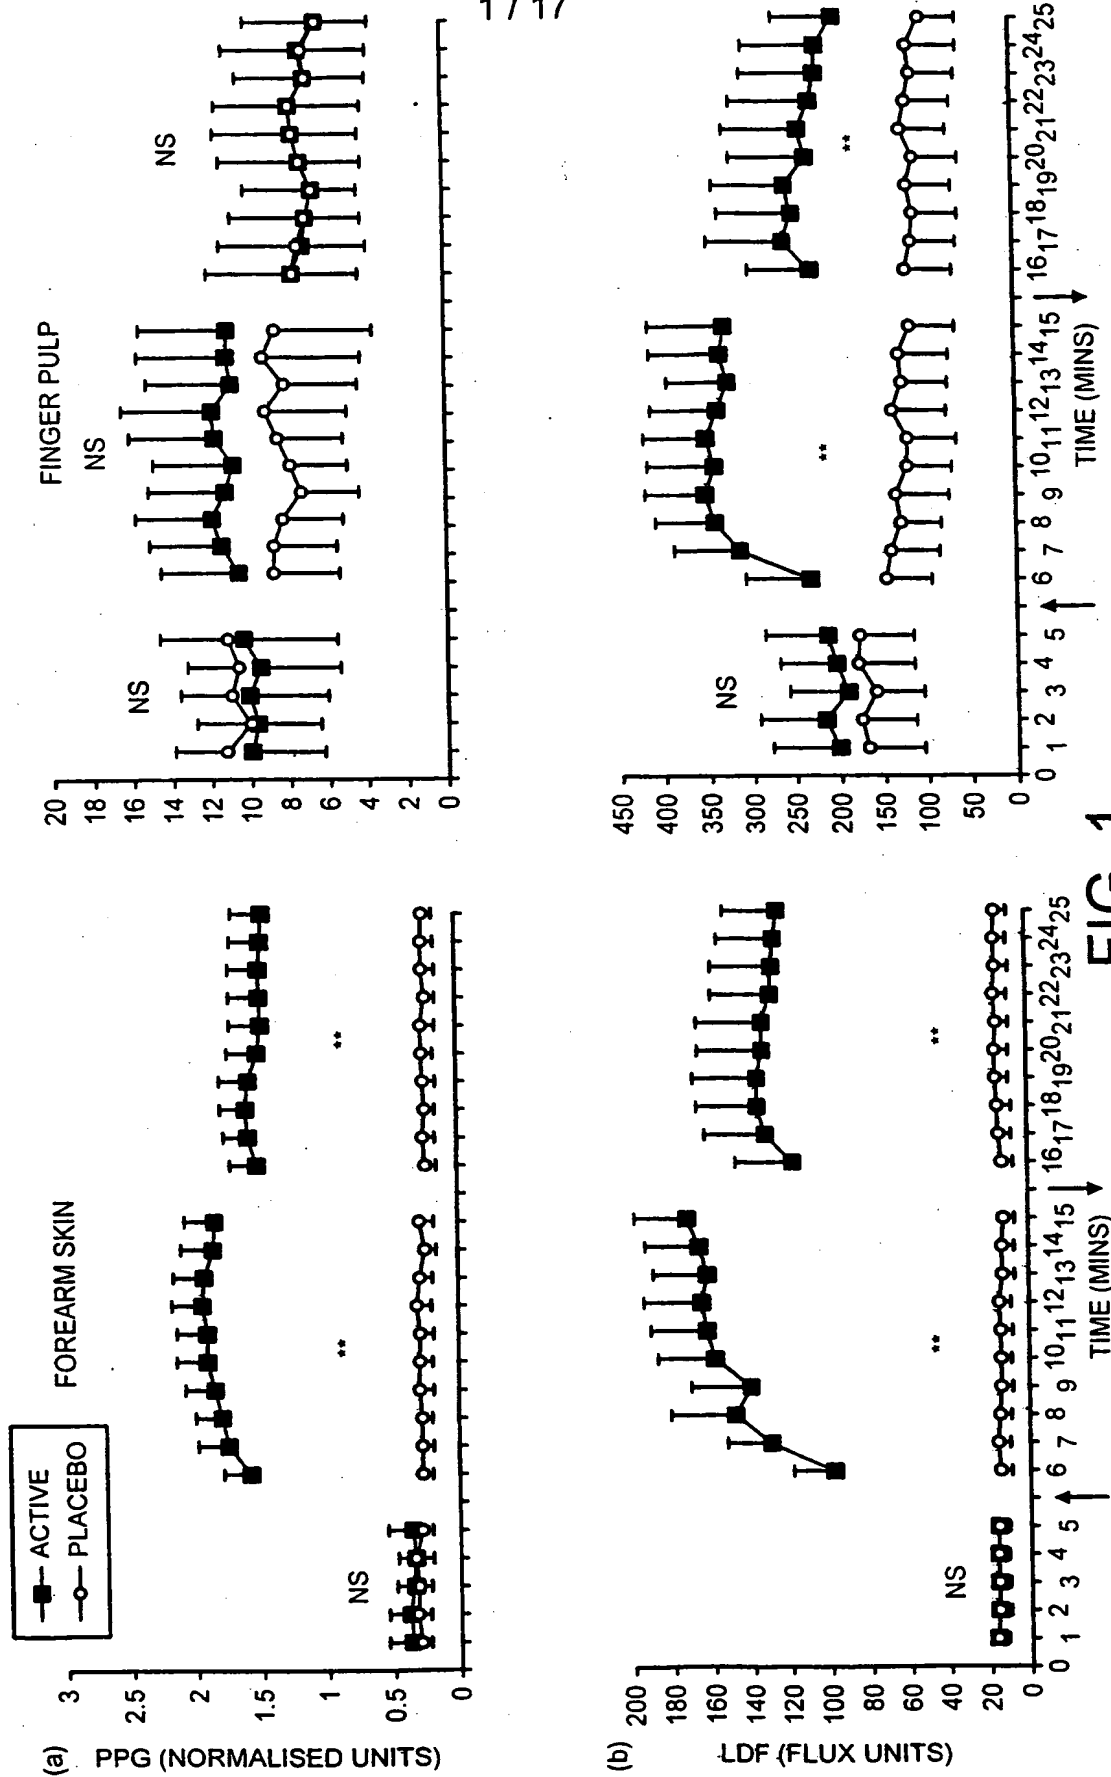 1 / 17
ACTIVE
PLACEBO
FOREARM SKIN
FINGER PULP
(a)
PPG (NORMALISED UNITS)
3
2.5
2
1.5
1
0.5
0
NS
**
**
20
18
16
14
12
10
8
6
4
2
0
NS
NS
NS
(b)
LDF (FLUX UNITS)
200
180
160
140
120
100
80
60
40
20
0
NS
**
**
0 1 2 3 4 5 6 7 8 9 10 11 12 13 14 15 16 17 18 19 20 21 22 23 24 25
TIME (MINS)
450
400
350
300
250
200
150
100
50
0
NS
**
**
0 1 2 3 4 5 6 7 8 9 10 11 12 13 14 15 16 17 18 19 20 21 22 23 24 25
TIME (MINS)
FIG. 1